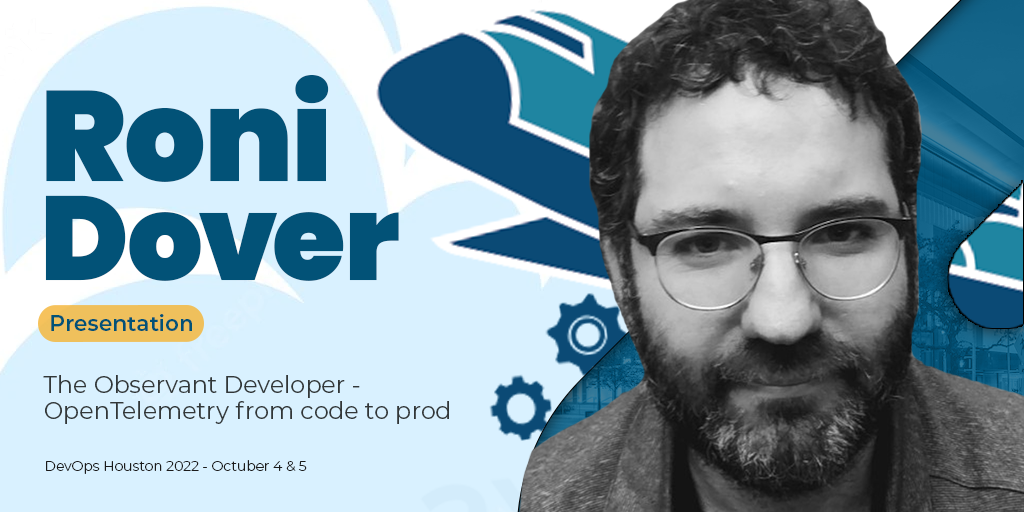 Roni
Dover
Presentation
The Observant Developer -
OpenTelemetry from code to prod
DevOps Houston 2022 - Octuber 4 & 5